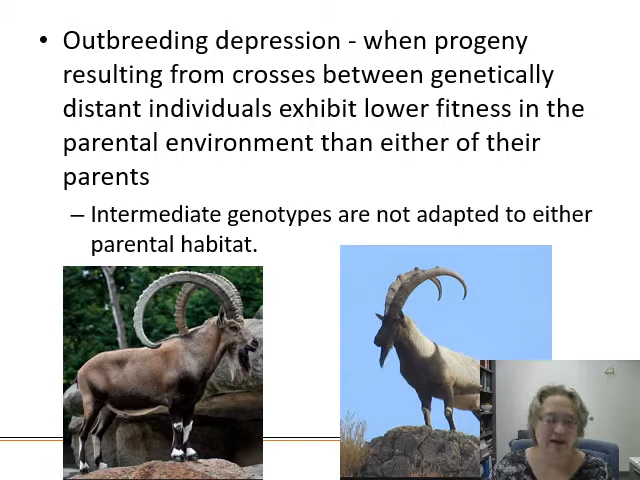 • Outbreeding depression - when progeny
resulting from crosses between genetically
distant individuals exhibit lower fitness in the
parental environment than either of their
parents
– Intermediate genotypes are not adapted to either
parental habitat.